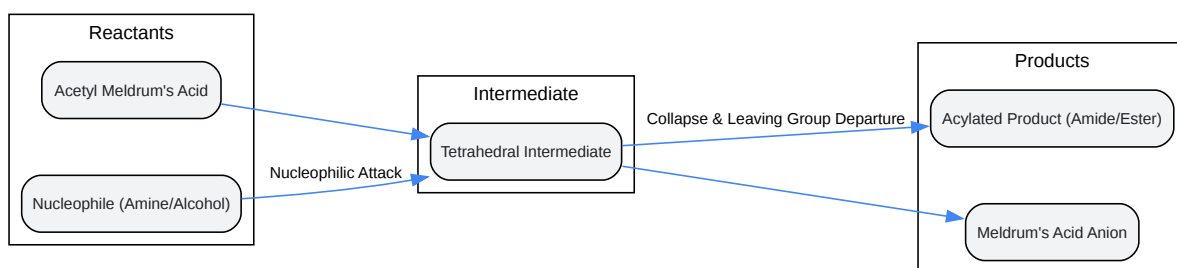 Reactants
Acetyl Meldrum's Acid
Nucleophile (Amine/Alcohol)
Nucleophilic Attack
Intermediate
Tetrahedral Intermediate
Collapse & Leaving Group Departure
Products
Acylated Product (Amide/Ester)
Meldrum's Acid Anion